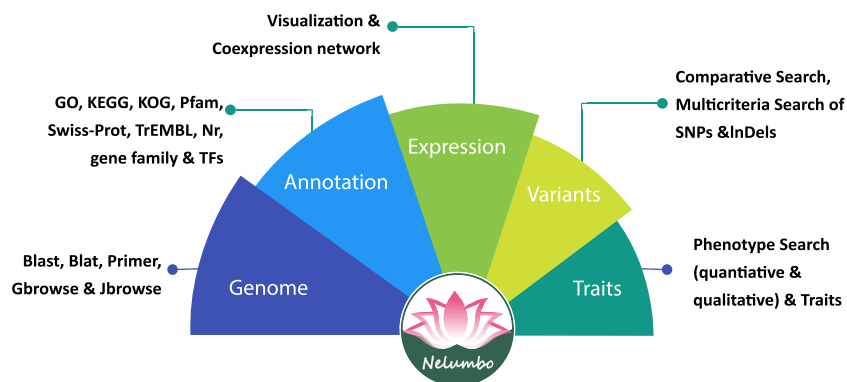 Visualization &
Coexpression network
GO, KEGG, KOG, Pfam,
Swiss-Prot, TrEMBL, Nr,
gene family & TFs
Comparative Search,
Multicriteria Search of
SNPs &lnDels
Blast, Blat, Primer,
Gbrowse & Jbrowse
Phenotype Search
(quantiative &
qualitative) & Traits
Genome
Annotation
Expression
Variants
Traits
Nelumbo